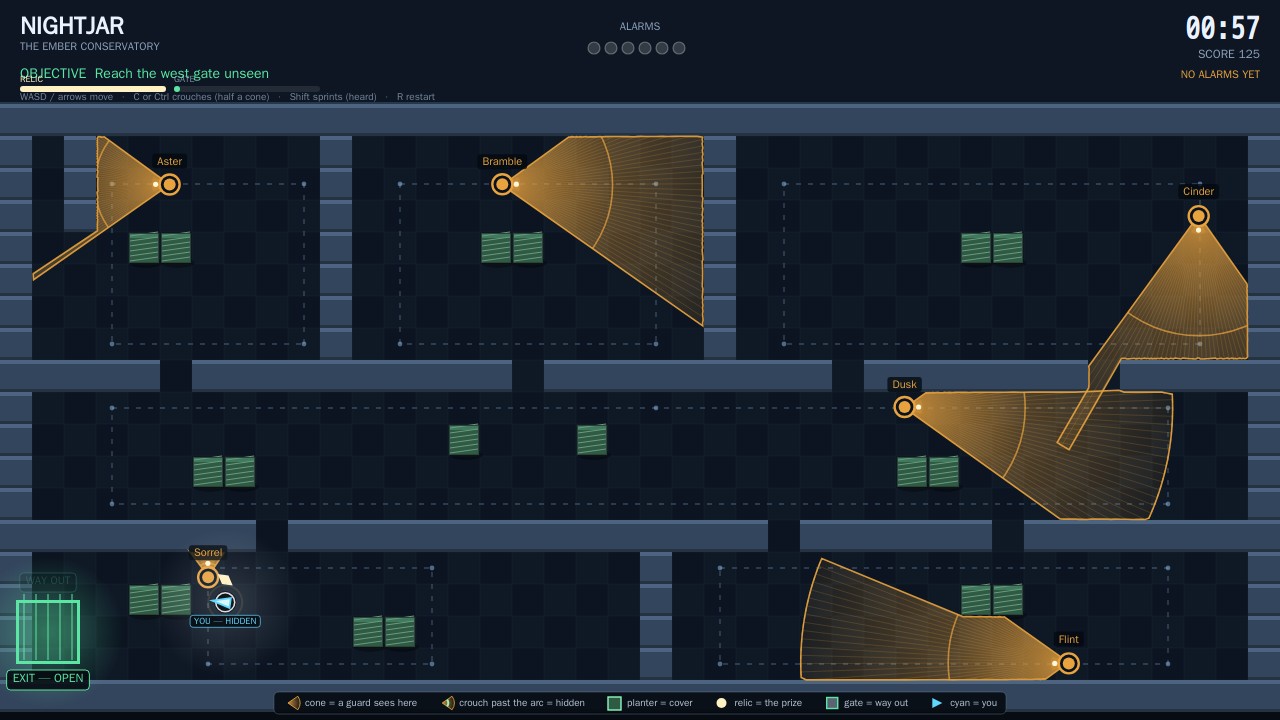 NIGHTJAR
THE EMBER CONSERVATORY
ALARMS
00:57
SCORE 125
NO ALARMS YET
OBJECTIVE Reach the west gate unseen
RELIC
GATE
WASD / arrows move · C or Ctrl crouches (half a cone) · Shift sprints (heard) · R restart
Aster
Bramble
Cinder
Dusk
Sorrel
WAY OUT
YOU — HIDDEN
Flint
EXIT — OPEN
cone = a guard sees here
crouch past the arc = hidden
planter = cover
relic = the prize
gate = way out
cyan = you